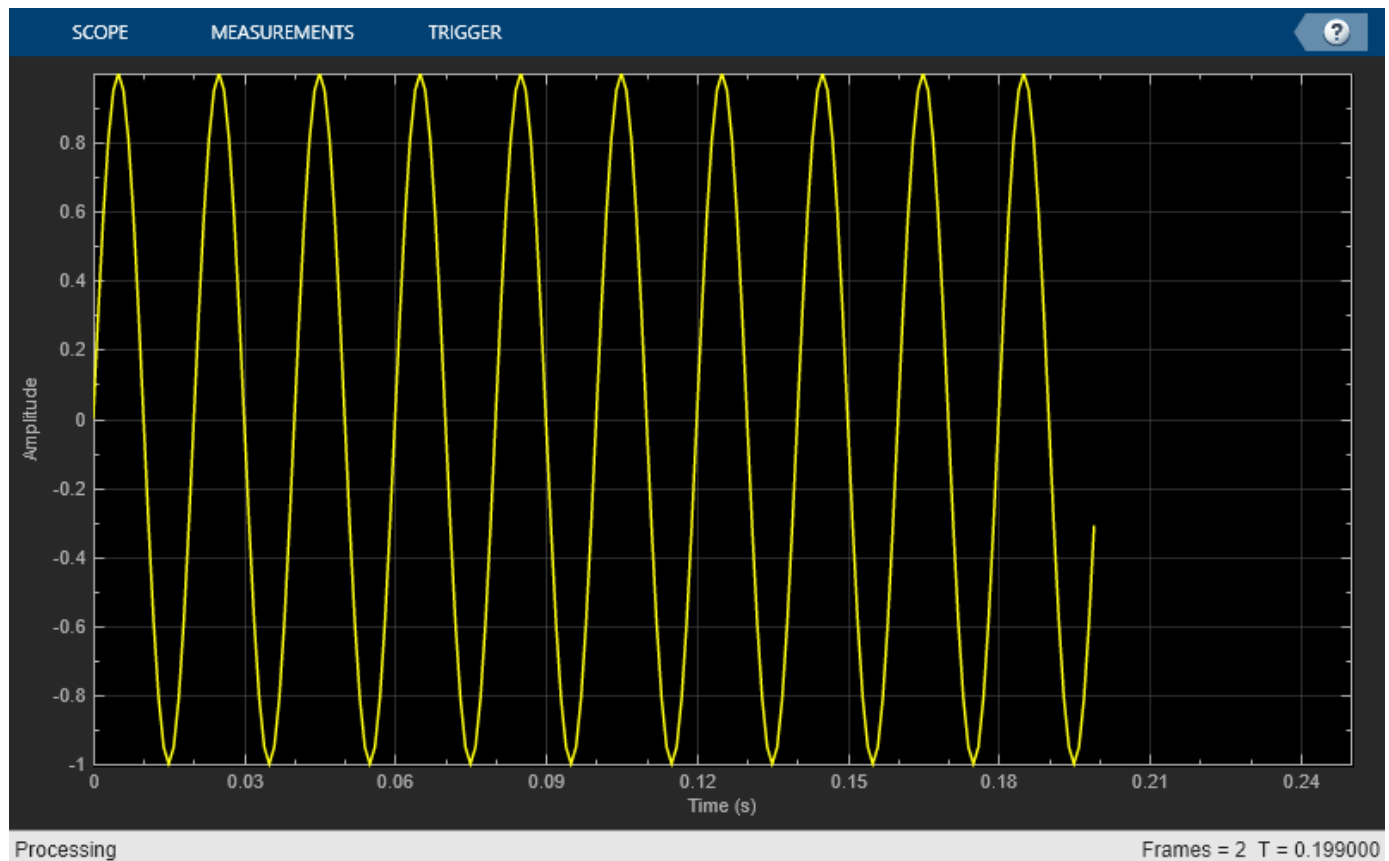 SCOPE MEASUREMENTS TRIGGER ?
0.8
0.6
0.4
0.2
0
-0.2
-0.4
-0.6
-0.8
-1
Amplitude
0 0.03 0.06 0.09 0.12 0.15 0.18 0.21 0.24
Time (s)
Processing Frames = 2 T = 0.199000